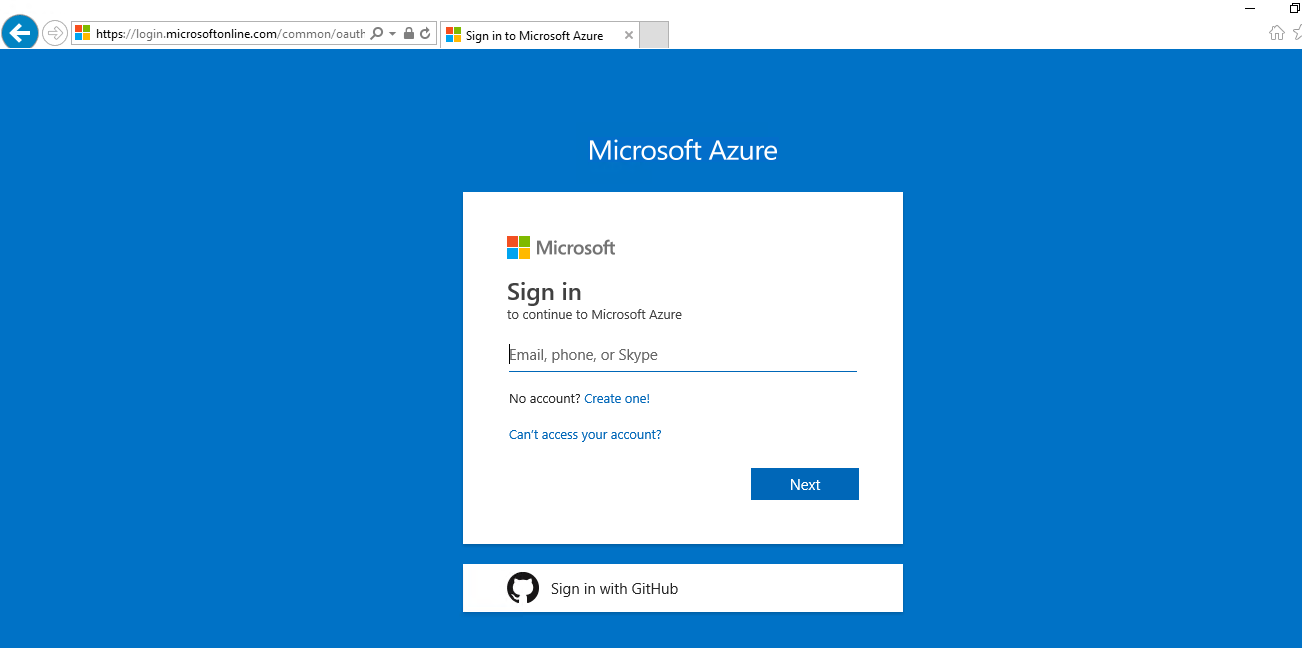 https://login.microsoftonline.com/common/oauth
Sign in to Microsoft Azure
Microsoft Azure
Microsoft
Sign in
to continue to Microsoft Azure
Email, phone, or Skype
No account? Create one!
Can't access your account?
Next
Sign in with GitHub